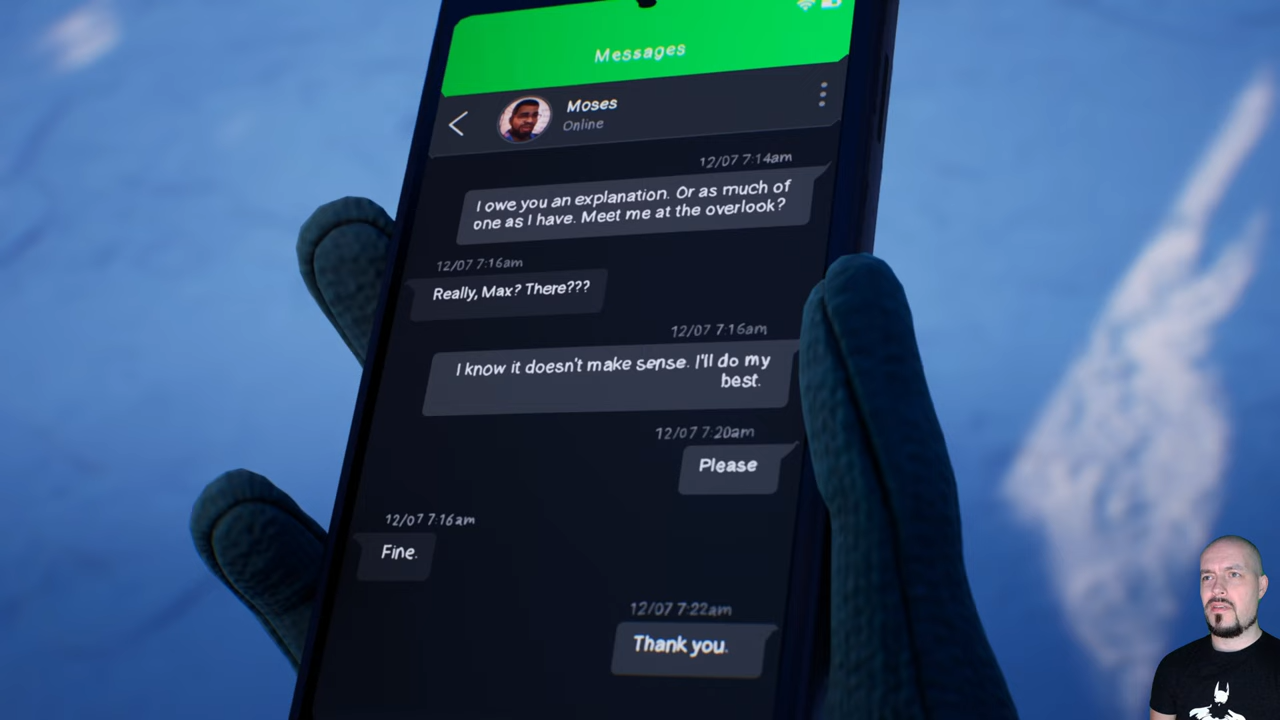 Messages
Moses
Online
12/07 7:14am
I owe you an explanation. Or as much of
one as I have. Meet me at the overlook?
12/07 7:16am
Really, Max? There???
12/07 7:16am
I know it doesn't make sense. I'll do my
best.
12/07 7:20am
Please
12/07 7:16am
Fine.
12/07 7:22am
Thank you.